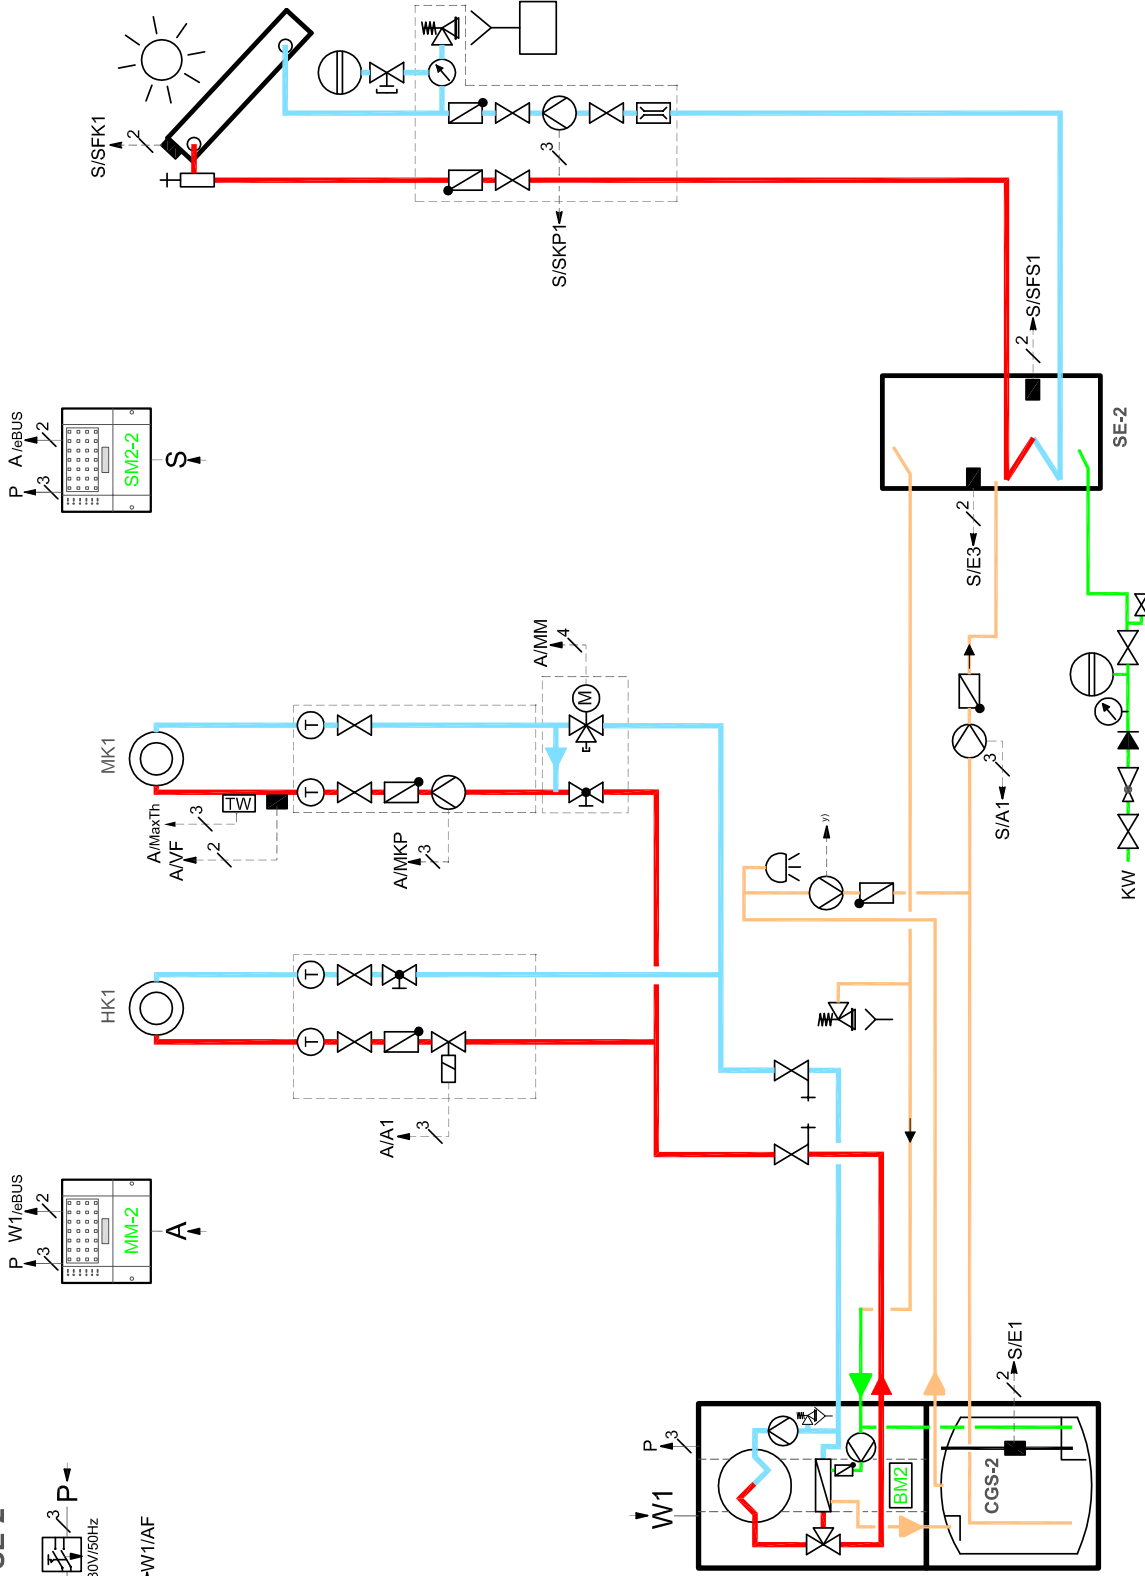 S/SFK1
2
3
S/SKP1
2
S/SFS1
SE-2
2
S/E3
P
A/eBUS
3
2
SM2-2
S
MK1
T
T
A/MaxTh
3
TW
A/VF
2
A/MKP
3
A/MM
4
M
y)
3
S/A1
KW
HK1
T
T
A/A1
3
P
W1/eBUS
3
2
MM-2
A
P
3
W1
BM2
CGS-2
2
S/E1
3
P
30V/50Hz
W1/AF